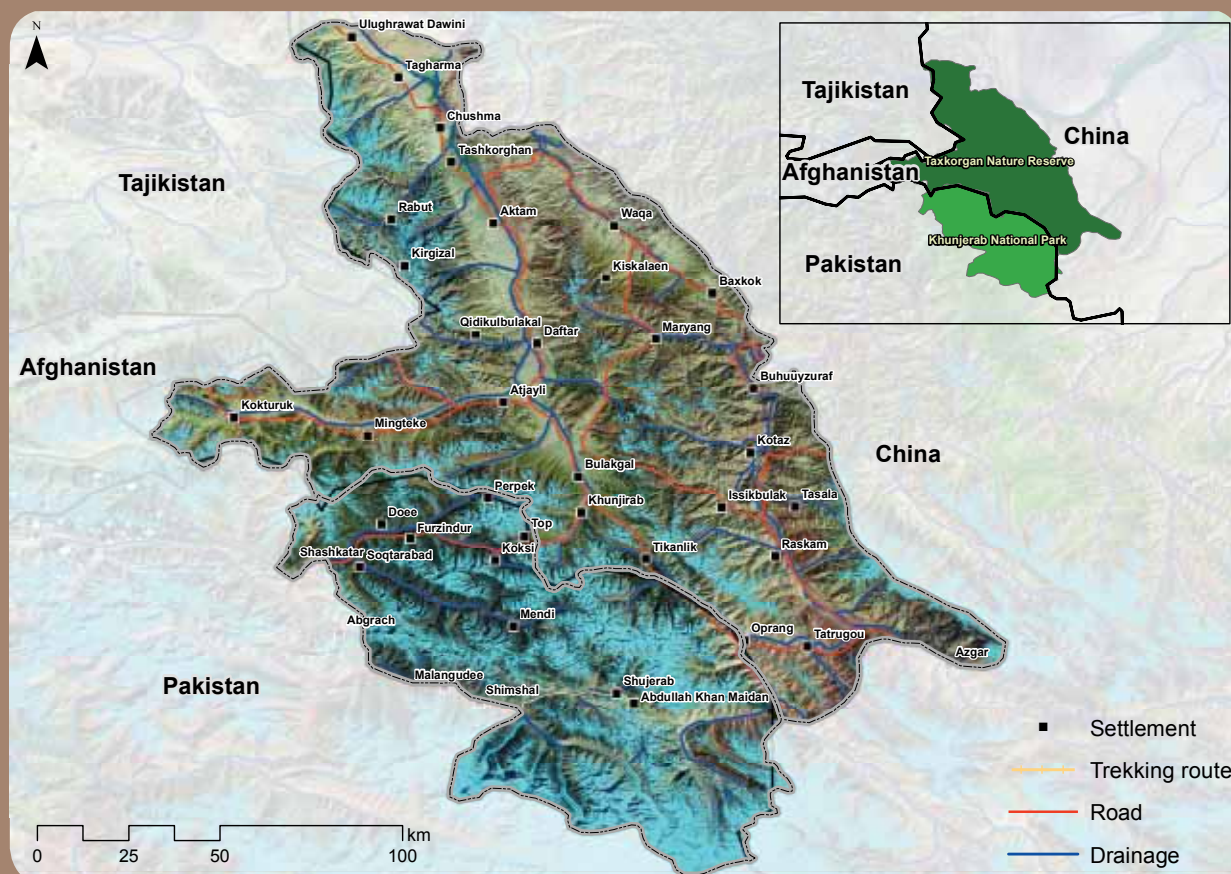 N
Ulughrawat Dawini
Tagharma
Chushma
Tashkorghan
Tajikistan
Rabut
Aktam
Waqa
Kirgizal
Kiskalaen
Baxkok
Qidikulbulakal
Daftar
Maryang
Afghanistan
Buhuüyzuraf
Atjayli
Kokturuk
Mingteke
Kotaz
China
Bulakgal
Perpek
Khunjirab
Issikbulak
Tasala
Doee
Furzindur
Top
Shashkatar
Soqtarabad
Koksi
Tikanlik
Raskam
Abgrach
Mendi
Oprang
Tatrugou
Azgar
Malangudee
Pakistan
Shimshal
Shujerab
Abdullah Khan Maidan
Tajikistan
China
Taxkorgan Nature Reserve
Afghanistan
Khunjerab National Park
Pakistan
Settlement
Trekking route
Road
Drainage
km
0 25 50 100